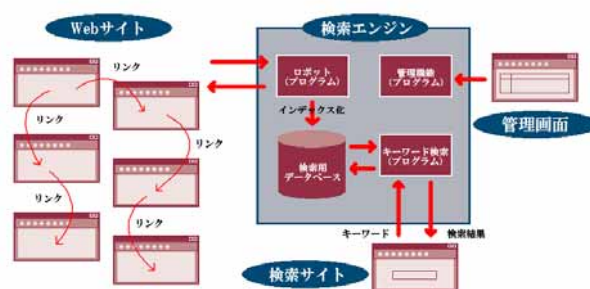 Webサイト
検索エンジン
リンク
ロボット
(プログラム)
管理機能
(プログラム)
リンク
リンク
インデックス化
管理画面
検索用
データベース
キーワード検索
(プログラム)
リンク
リンク
キーワード
検索結果
検索サイト